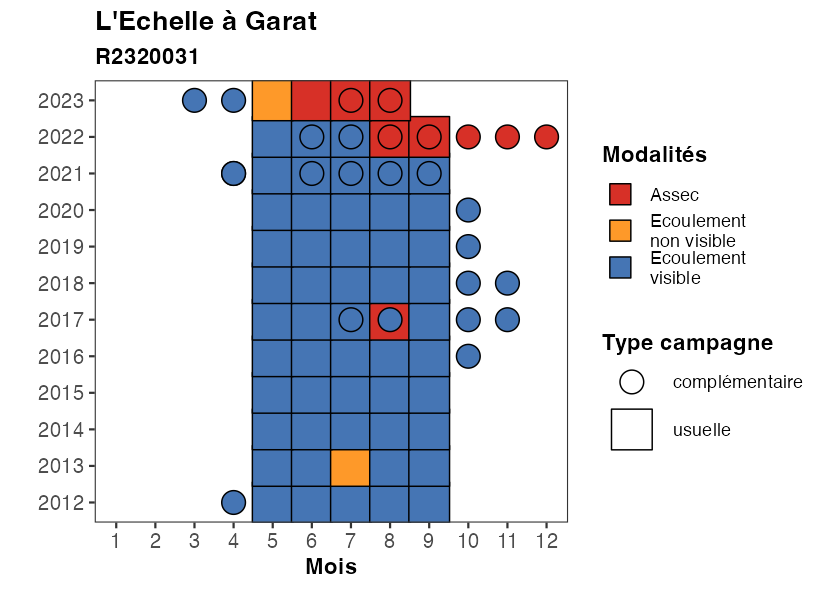 L'Echelle à Garat
R2320031
2023
2022
2021
2020
2019
2018
2017
2016
2015
2014
2013
2012
1 2 3 4 5 6 7 8 9 10 11 12
Mois
Modalités
Assec
Ecoulement
non visible
Ecoulement
visible
Type campagne
complémentaire
usuelle